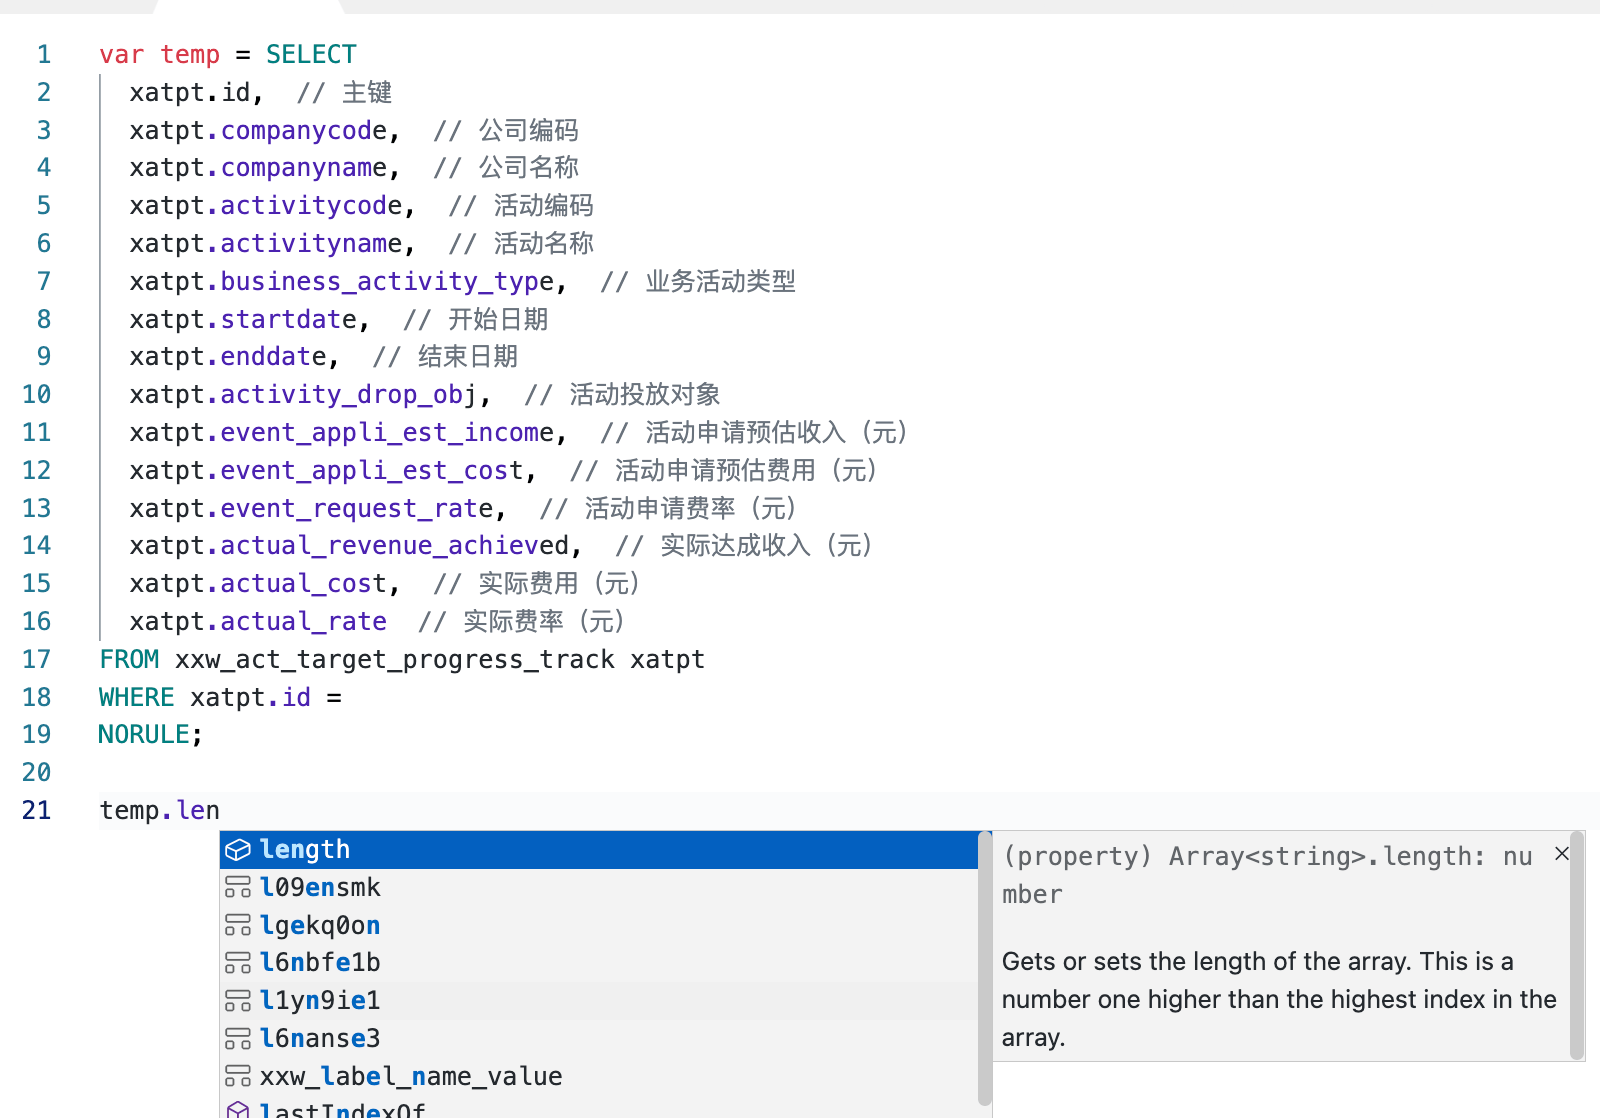 1 var temp = SELECT
2 xatpt.id, // 主键
3 xatpt.companycode, // 公司编码
4 xatpt.companyname, // 公司名称
5 xatpt.activitycode, // 活动编码
6 xatpt.activityname, // 活动名称
7 xatpt.business_activity_type, // 业务活动类型
8 xatpt.startdate, // 开始日期
9 xatpt.enddate, // 结束日期
10 xatpt.activity_drop_obj, // 活动投放对象
11 xatpt.event_appli_est_income, // 活动申请预估收入（元）
12 xatpt.event_appli_est_cost, // 活动申请预估费用（元）
13 xatpt.event_request_rate, // 活动申请费率（元）
14 xatpt.actual_revenue_achieved, // 实际达成收入（元）
15 xatpt.actual_cost, // 实际费用（元）
16 xatpt.actual_rate // 实际费率（元）
17 FROM xxw_act_target_progress_track xatpt
18 WHERE xatpt.id =
19 NORULE;
20
21 temp.len
length
l09ensmk
lgekq0on
l6nbfe1b
l1yn9ie1
l6nanse3
xxw_label_name_value
lastIndexOf
(property) Array<string>.length: nu
mber
Gets or sets the length of the array. This is a
number one higher than the highest index in the
array.